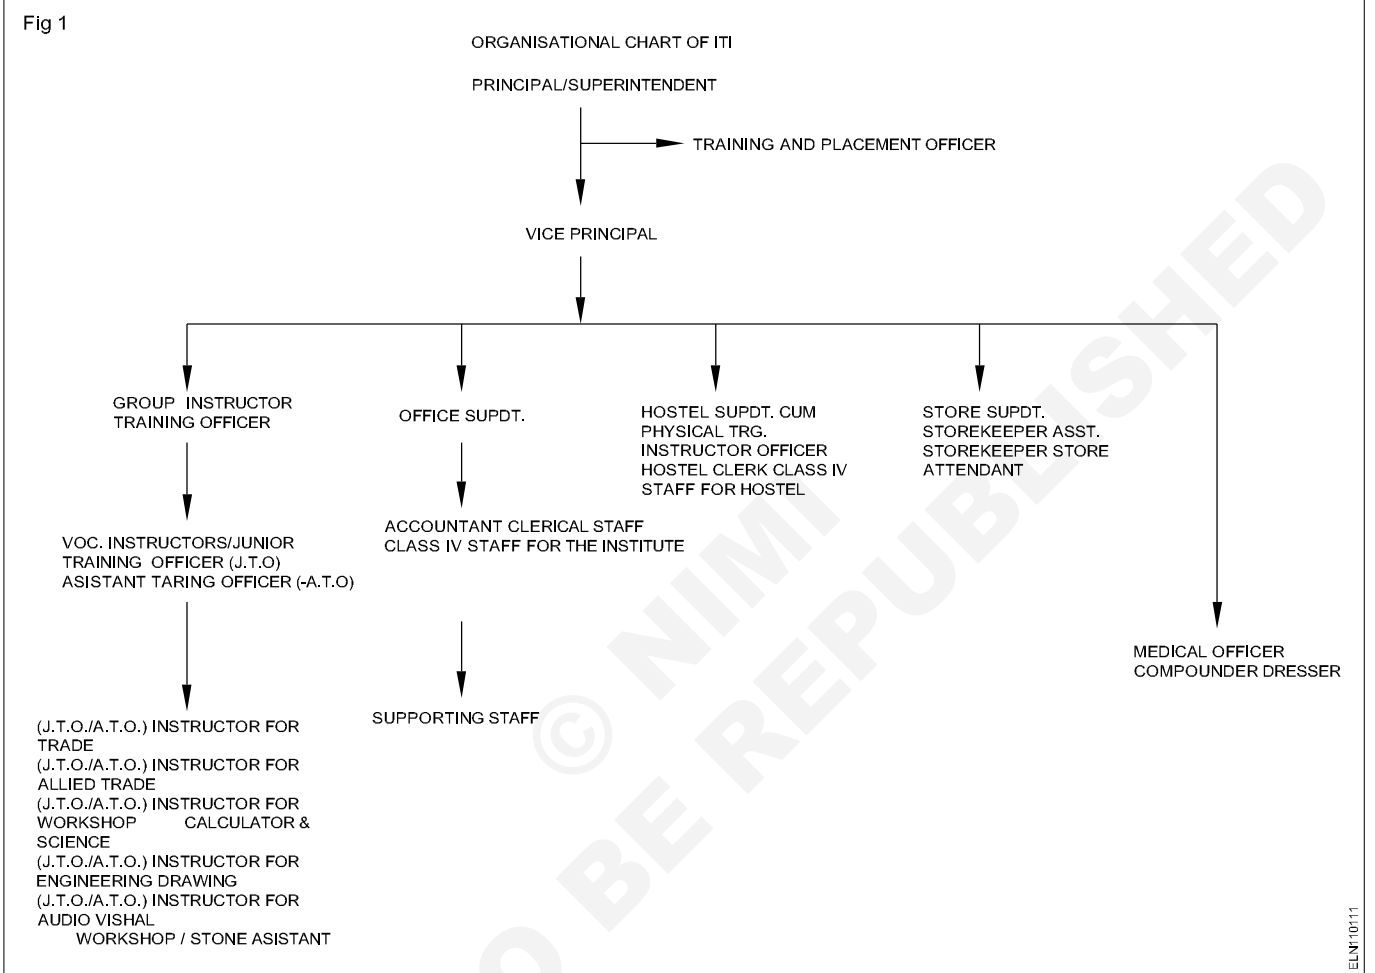 Fig 1
ORGANISATIONAL CHART OF ITI
PRINCIPAL/SUPERINTENDENT
TRAINING AND PLACEMENT OFFICER
VICE PRINCIPAL
GROUP INSTRUCTOR
TRAINING OFFICER
OFFICE SUPDT.
HOSTEL SUPDT. CUM
PHYSICAL TRG.
INSTRUCTOR OFFICER
HOSTEL CLERK CLASS IV
STAFF FOR HOSTEL
STORE SUPDT.
STOREKEEPER ASST.
STOREKEEPER STORE
ATTENDANT
VOC. INSTRUCTORS/JUNIOR
TRAINING OFFICER (J.T.O)
ASISTANT TARING OFFICER (-A.T.O)
ACCOUNTANT CLERICAL STAFF
CLASS IV STAFF FOR THE INSTITUTE
MEDICAL OFFICER
COMPOUNDER DRESSER
(J.T.O./A.T.O.) INSTRUCTOR FOR
TRADE
(J.T.O./A.T.O.) INSTRUCTOR FOR
ALLIED TRADE
(J.T.O./A.T.O.) INSTRUCTOR FOR
WORKSHOP CALCULATOR &
SCIENCE
(J.T.O./A.T.O.) INSTRUCTOR FOR
ENGINEERING DRAWING
(J.T.O./A.T.O.) INSTRUCTOR FOR
AUDIO VISHAL
WORKSHOP / STONE ASISTANT
SUPPORTING STAFF
ELN110111
© NIMI
O BE REPUBLISHED